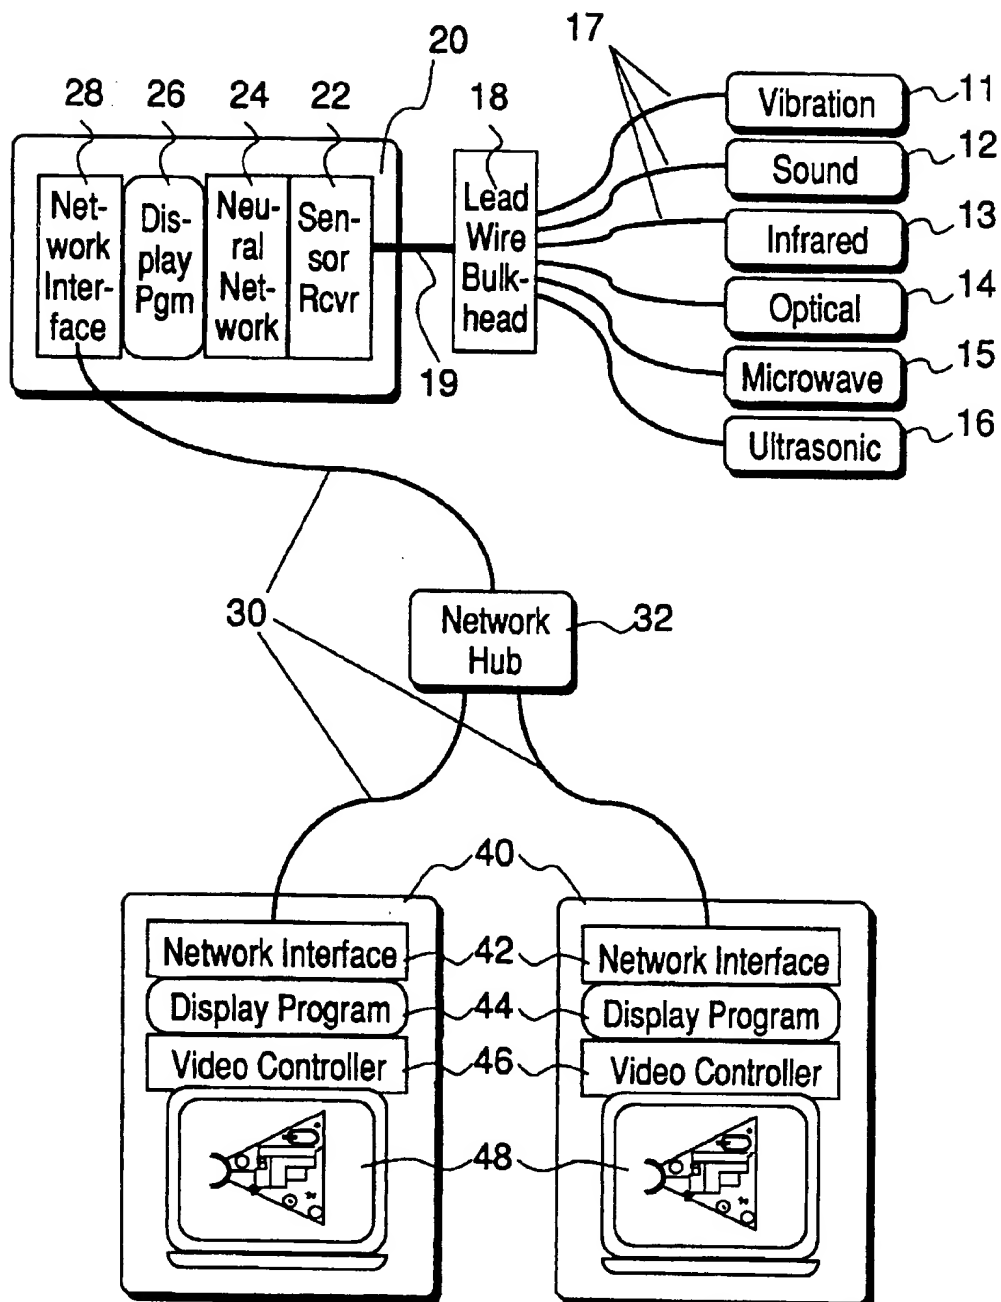 17
20
28 26 24 22
18
Vibration 11
Sound 12
Infrared 13
Optical 14
Microwave 15
Ultrasonic 16
Net-
work
Inter-
face
Dis-
play
Pgm
Neu-
ral
Net-
work
Sen-
sor
Rcvr
Lead
Wire
Bulk-
head
19
30
Network
Hub
32
40
Network Interface 42 Network Interface
Display Program 44 Display Program
Video Controller 46 Video Controller
48